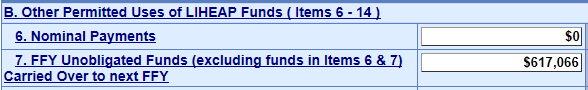 B. Other Permitted Uses of LIHEAP Funds ( Items 6 - 14 )
6. Nominal Payments $0
7. FFY Unobligated Funds (excluding funds in Items 6 & 7) $617,066
Carried Over to next FFY